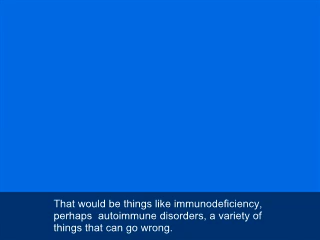 That would be things like immunodeficiency,
perhaps  autoimmune disorders, a variety of
things that can go wrong.